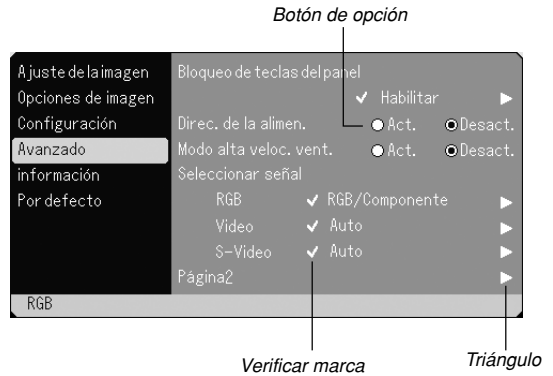 Botón de opción
Ajuste de la imagen Bloqueo de teclas del panel
Opciones de imagen ✓ Habilitar ▶
Configuración Direc. de la alimen. ○ Act. ◉ Desact.
Avanzado Modo alta veloc. vent. ○ Act. ◉ Desact.
información Seleccionar señal
Por defecto RGB ✓ RGB/Componente ▶
Video ✓ Auto ▶
S-Video ✓ Auto ▶
Página2 ▶
RGB
Verificar marca Triángulo